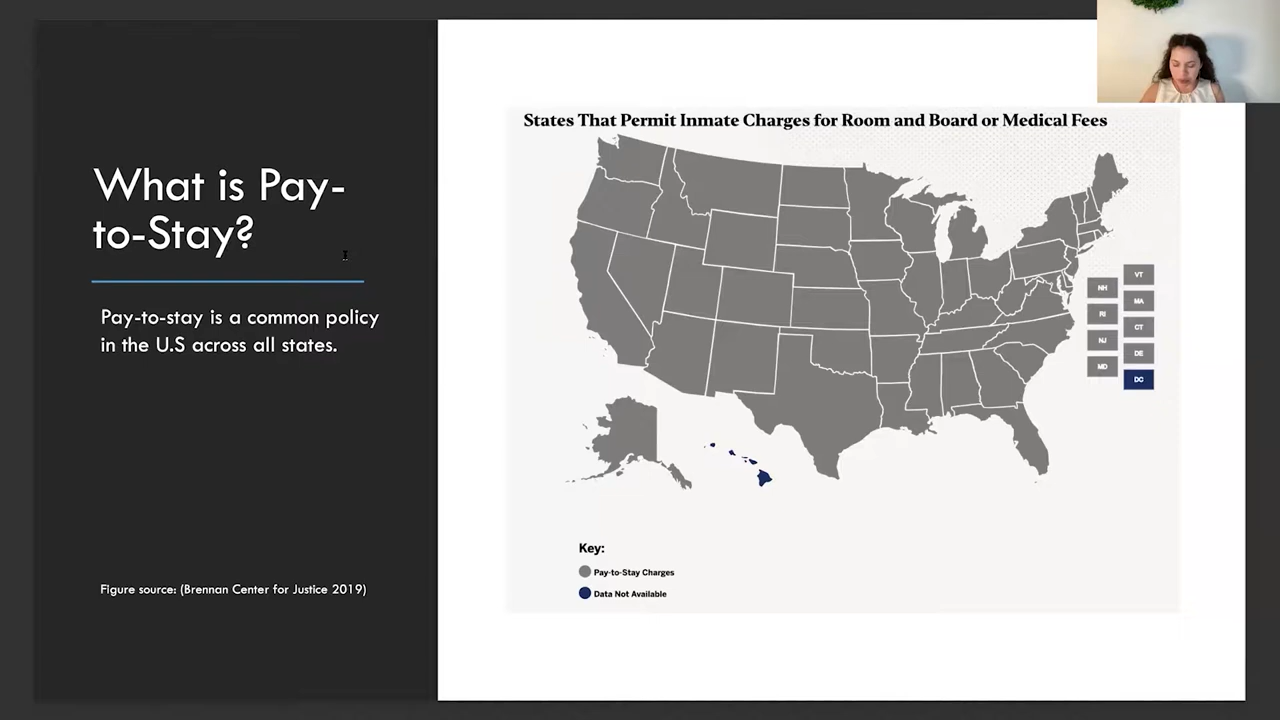 What is Pay-
to-Stay?
Pay-to-stay is a common policy
in the U.S across all states.
Figure source: (Brennan Center for Justice 2019)
States That Permit Inmate Charges for Room and Board or Medical Fees
VT
NH
MA
RI
CT
NJ
DE
MD
DC
Key:
Pay-to-Stay Charges
Data Not Available